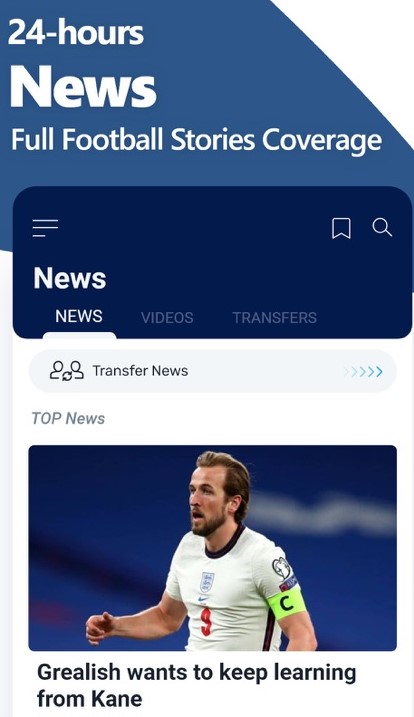 24-hours
News
Full Football Stories Coverage
News
NEWS VIDEOS TRANSFERS
Transfer News
TOP News
C
9
Grealish wants to keep learning
from Kane